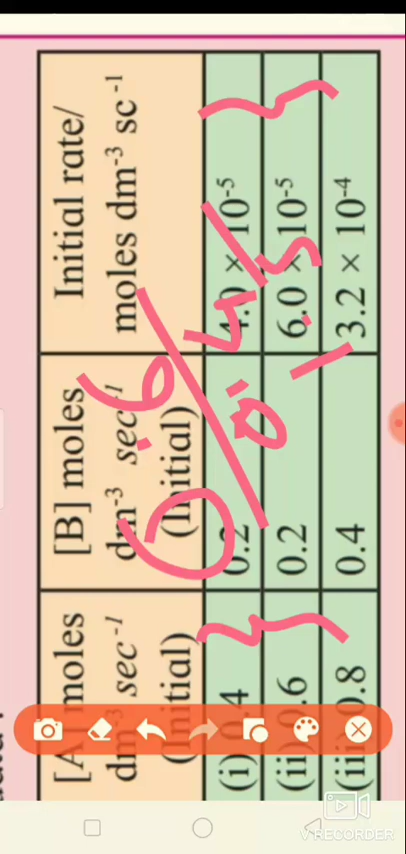 [A] moles
dm-3 sec-1
(Initial)
[B] moles
dm-3 sec-1
(Initial)
Initial rate/
moles dm-3 sc-1
(i) 0.4
0.2
4.0 × 10-5
(ii) 0.6
0.2
6.0 × 10-5
(iii) 0.8
0.4
3.2 × 10-4
V RECORDER